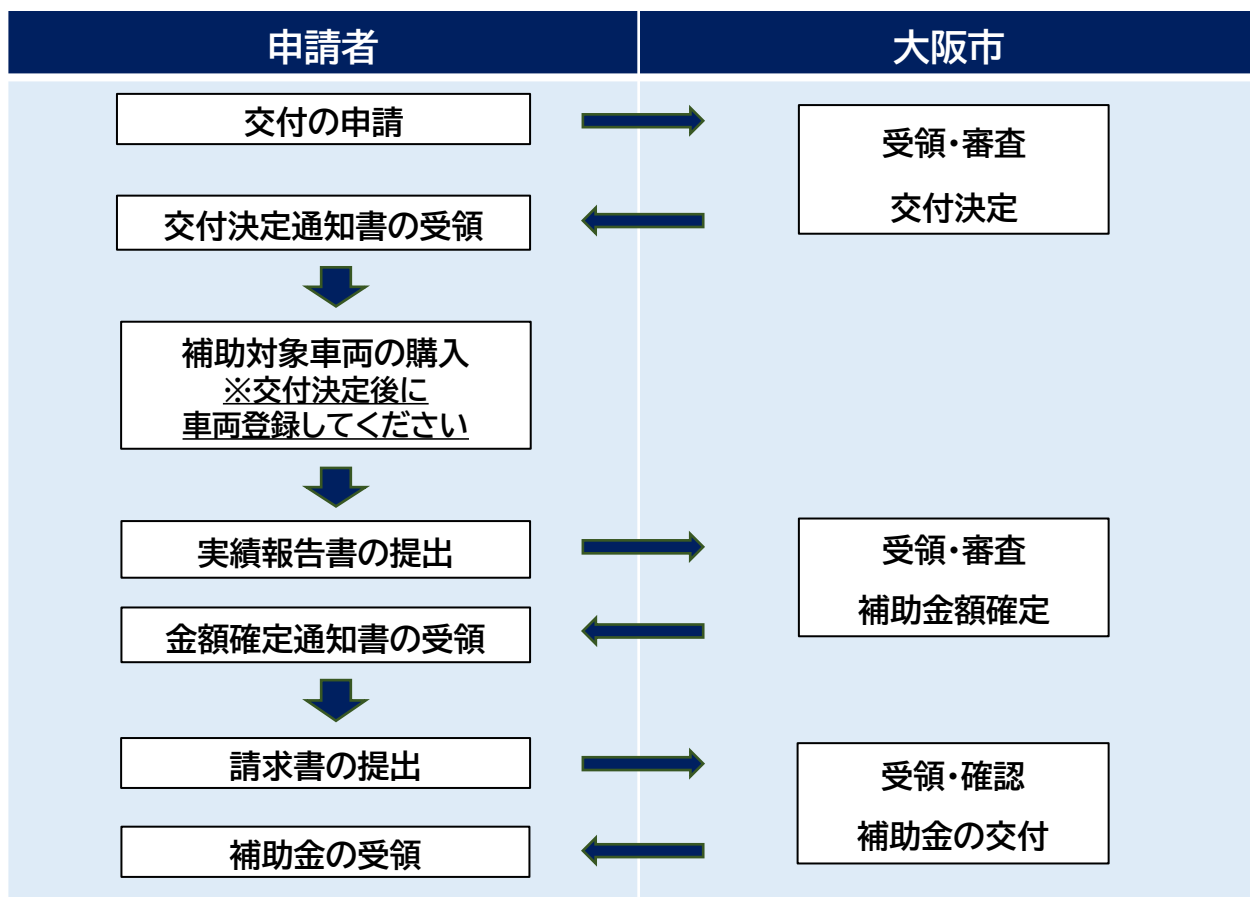 申請者
大阪市
交付の申請
受領・審査
交付決定
交付決定通知書の受領
補助対象車両の購入
※交付決定後に
車両登録してください
実績報告書の提出
受領・審査
補助金額確定
金額確定通知書の受領
請求書の提出
受領・確認
補助金の交付
補助金の受領